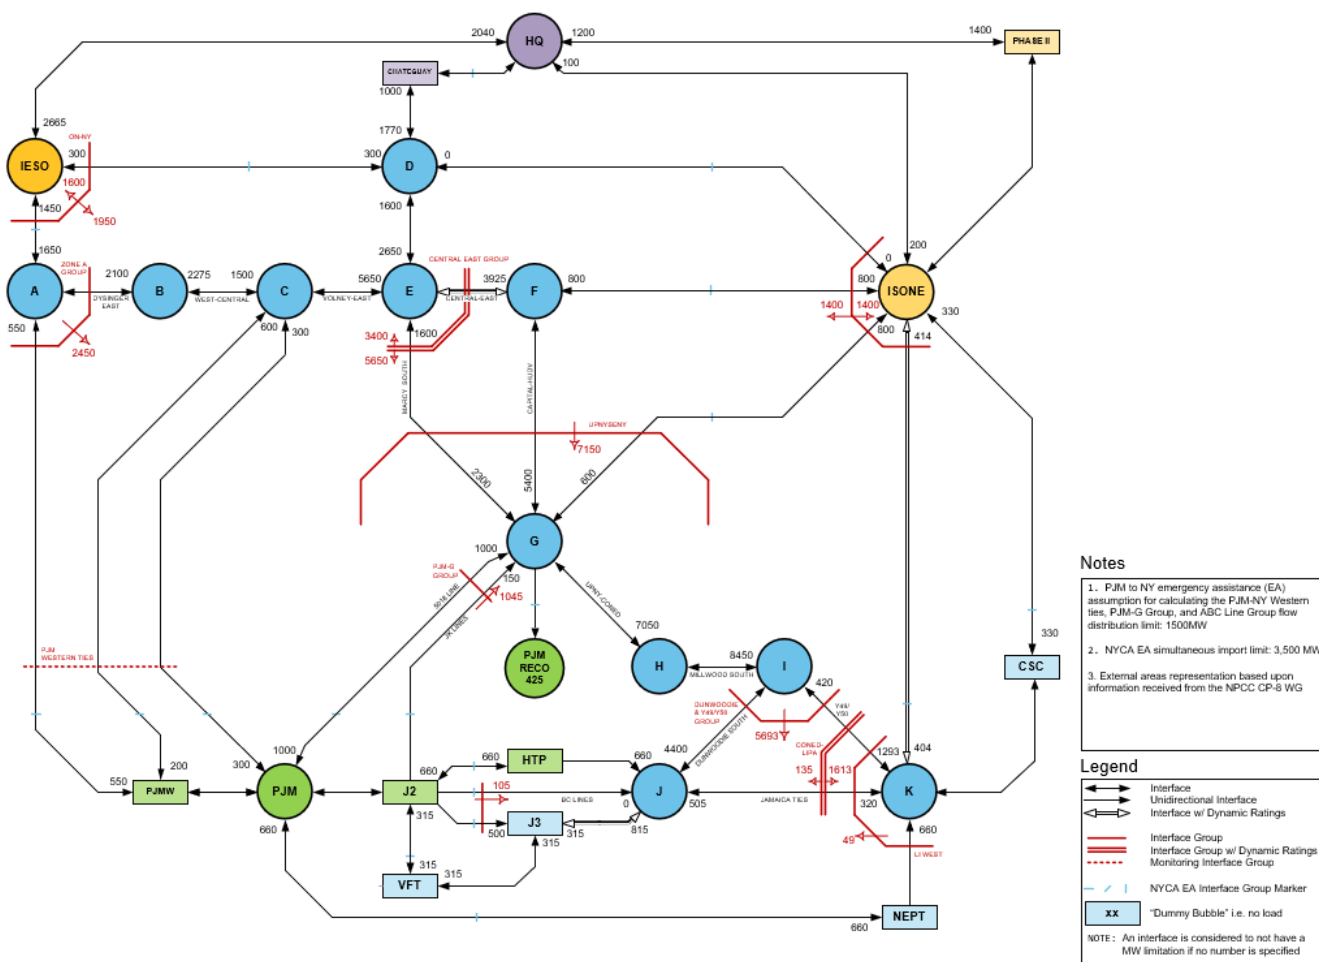 HQ
2040
1200
100
1400
PHASE II
CHATEGUAY
1000
1770
2665
ON-NY
IESO
300
1600
1450
1950
300
D
0
1600
1650
ZONE A
GROUP
A
2100
DYSINGER
EAST
B
2275
WEST-CENTRAL
1500
C
VOLNEY-EAST
2650
5650
E
CENTRAL EAST GROUP
3925
CENTRAL-EAST
F
800
200
0
800
ISONE
1400
1400
800
330
414
550
2450
600
300
3400
5650
1600
MARCY SOUTH
CAPITAL-HUDV
UPNYSENY
7150
2300
5400
600
G
1000
150
PJM-G
GROUP
1045
5018 LINE
JK LINES
UPNY-CONED
PJM
WESTERN TIES
PJM
RECO
425
7050
H
8450
MILLWOOD SOUTH
I
420
DUNWOODIE
& Y49/Y50
GROUP
DUNWOODIE SOUTH
5693
Y49/
Y50
CONED-
LIPA
330
CSC
550
200
PJMW
300
1000
PJM
660
660
J2
315
660
HTP
660
4400
105
BC LINES
0
J
505
JAMAICA TIES
135
1613
1293
404
320
K
660
49
LI WEST
500
J3
315
315
815
315
VFT
315
660
NEPT
Notes
1. PJM to NY emergency assistance (EA)
assumption for calculating the PJM-NY Western
ties, PJM-G Group, and ABC Line Group flow
distribution limit: 1500MW
2. NYCA EA simultaneous import limit: 3,500 MW
3. External areas representation based upon
information received from the NPCC CP-8 WG
Legend
Interface
Unidirectional Interface
Interface w/ Dynamic Ratings
Interface Group
Interface Group w/ Dynamic Ratings
Monitoring Interface Group
NYCA EA Interface Group Marker
xx
"Dummy Bubble" i.e. no load
NOTE: An interface is considered to not have a
MW limitation if no number is specified